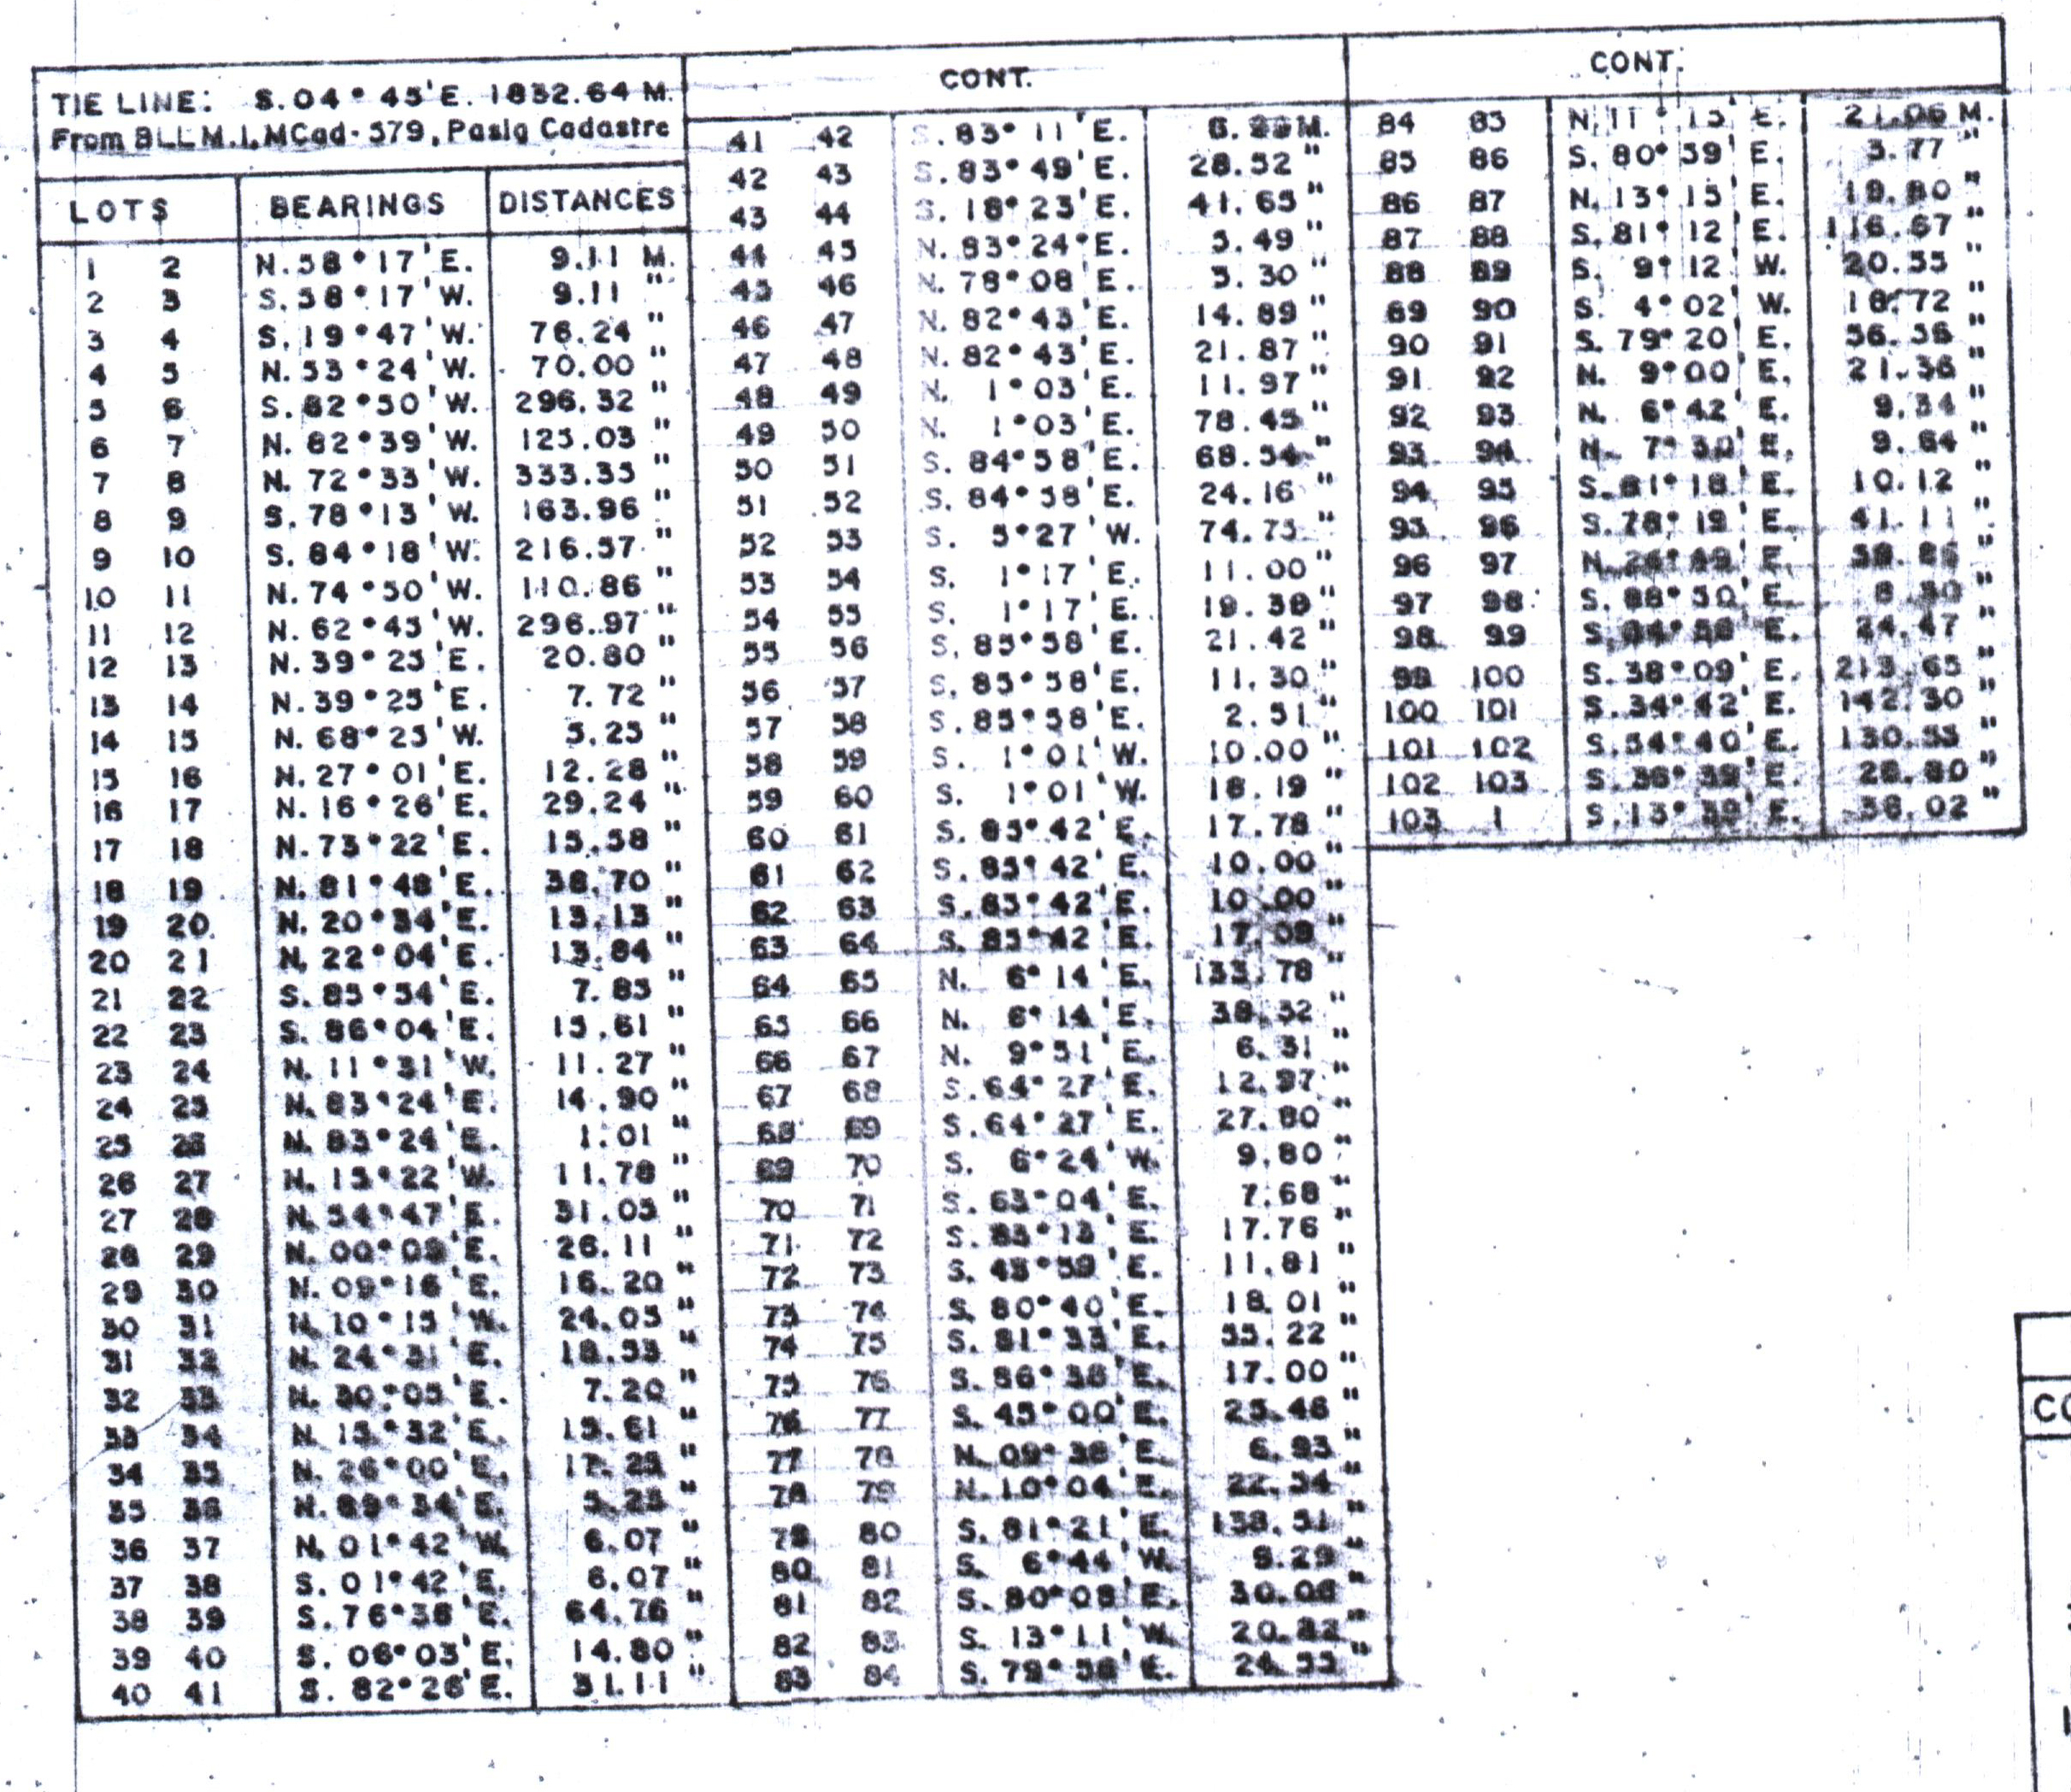 TIE LINE: S.04° 45'E. 1832.64 M.
From BLLM.1, MCad-579, Pasig Cadastre
LOTS BEARINGS DISTANCES
1 2 N.58°17'E. 9.11 M.
2 3 S.58°17'W. 9.11 "
3 4 S.19°47'W. 76.24 "
4 5 N.53°24'W. 70.00 "
5 6 S.82°50'W. 296.32 "
6 7 N.82°39'W. 125.03 "
7 8 N.72°33'W. 333.35 "
8 9 S.78°13'W. 163.96 "
9 10 S.84°18'W. 216.57 "
10 11 N.74°50'W. 110.86 "
11 12 N.62°45'W. 296.97 "
12 13 N.39°25'E. 20.80 "
13 14 N.39°25'E. 7.72 "
14 15 N.68°25'W. 5.25 "
15 16 N.27°01'E. 12.28 "
16 17 N.16°26'E. 29.24 "
17 18 N.73°22'E. 15.58 "
18 19 N.81°48'E. 38.70 "
19 20 N.20°34'E. 13.13 "
20 21 N.22°04'E. 13.84 "
21 22 S.85°54'E. 7.85 "
22 23 S.86°04'E. 15.61 "
23 24 N.11°31'W. 11.27 "
24 25 N.83°24'E. 14.90 "
25 26 N.83°24'E. 1.01 "
26 27 N.15°22'W. 11.78 "
27 28 N.54°47'E. 31.05 "
28 29 N.00°09'E. 26.11 "
29 30 N.09°16'E. 16.20 "
30 31 N.10°15'W. 24.05 "
31 32 N.24°31'E. 18.53 "
32 33 N.30°05'E. 7.20 "
33 34 N.15°32'E. 15.61 "
34 35 N.26°00'E. 17.25 "
35 36 N.89°34'E. 5.25 "
36 37 N.01°42'W. 6.07 "
37 38 S.01°42'E. 6.07 "
38 39 S.76°38'E. 64.76 "
39 40 S.06°03'E. 14.80 "
40 41 S.82°26'E. 31.11 "
CONT.
41 42 S.83°11'E. M.
42 43 S.83°49'E. 28.52 "
43 44 S.18°23'E. 41.65 "
44 45 N.83°24°E. 5.49 "
45 46 N.78°08'E. 5.30 "
46 47 N.82°43'E. 14.89 "
47 48 N.82°43'E. 21.87 "
48 49 N. 1°03'E. 11.97 "
49 50 N. 1°03'E. 78.45 "
50 51 S.84°58'E. 68.54 "
51 52 S.84°58'E. 24.16 "
52 53 S. 5°27'W. 74.75 "
53 54 S. 1°17'E. 11.00 "
54 55 S. 1°17'E. 19.38 "
55 56 S.85°58'E. 21.42 "
56 57 S.85°58'E. 11.30 "
57 58 S.85°58'E. 2.51 "
58 59 S. 1°01'W. 10.00 "
59 60 S. 1°01'W. 18.19 "
60 61 S.85°42'E. 17.78 "
61 62 S.85°42'E. 10.00 "
62 63 S.85°42'E. 10.00 "
63 64 S.85°42'E. 17.08 "
64 65 N. 6°14'E. 133.78 "
65 66 N. 6°14'E. 38.32 "
66 67 N. 9°51'E. 6.31 "
67 68 S.64°27'E. 12.97 "
68 69 S.64°27'E. 27.80 "
69 70 S. 6°24'W. 9.80 "
70 71 S.63°04'E. 7.68 "
71 72 S.83°13'E. 17.76 "
72 73 S.43°59'E. 11.81 "
73 74 S.80°40'E. 18.01 "
74 75 S.81°33'E. 55.22 "
75 76 S.86°38'E. 17.00 "
76 77 S.45°00'E. 25.46 "
77 78 N.09°38'E. 6.93 "
78 79 N.10°04'E. 22.34 "
79 80 S.81°21'E. 138.51 "
80 81 S. 6°44'W. 9.29 "
81 82 S.80°08'E. 30.06 "
82 83 S.13°11'W. 20.82 "
83 84 S.79°58'E. 24.55 "
CONT.
84 85 N.11°15'E. 21.06 M.
85 86 S.80°59'E. 3.77 "
86 87 N.13°15'E. 19.80 "
87 88 S.81°12'E. 116.67 "
88 89 S. 9°12'W. 20.55 "
89 90 S. 4°02'W. 18.72 "
90 91 S.79°20'E. 56.56 "
91 92 N. 9°00'E. 21.36 "
92 93 N. 6°42'E. 9.34 "
93 94 N. 7°30'E. 9.64 "
94 95 S.81°18'E. 10.12 "
95 96 S.78°19'E. 41.11 "
96 97 N.26°49'E. "
97 98 S.88°50'E. "
98 99 E. 24.47 "
99 100 S.38°09'E. 213.65 "
100 101 S.34°42'E. 142.30 "
101 102 S.54°40'E. 130.55 "
102 103 S.36°39'E. 28.80 "
103 1 S.13°39'E. 38.02 "